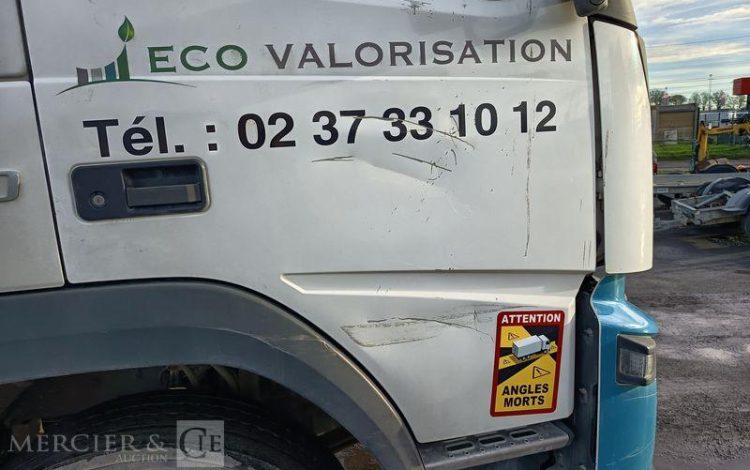 ECO VALORISATION
Tél. : 02 37 33 10 12
ATTENTION
ANGLES
MORTS
MERCIER & CIE
AUCTION